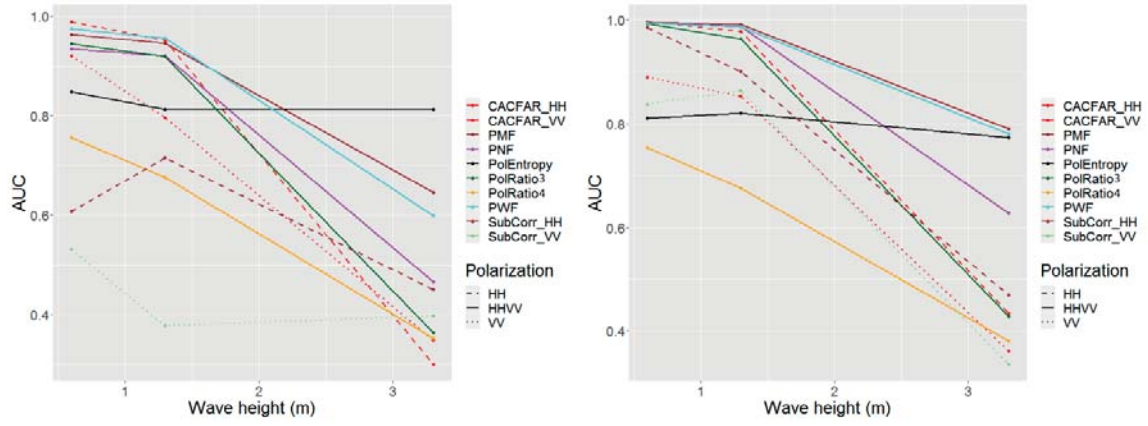 1.0
0.8
0.6
0.4
AUC
1
2
3
Wave height (m)
CACFAR_HH
CACFAR_VV
PMF
PNF
PolEntropy
PolRatio3
PolRatio4
PWF
SubCorr_HH
SubCorr_VV
Polarization
HH
HHVV
VV
1.0
0.8
0.6
0.4
AUC
1
2
3
Wave height (m)
CACFAR_HH
CACFAR_VV
PMF
PNF
PolEntropy
PolRatio3
PolRatio4
PWF
SubCorr_HH
SubCorr_VV
Polarization
HH
HHVV
VV